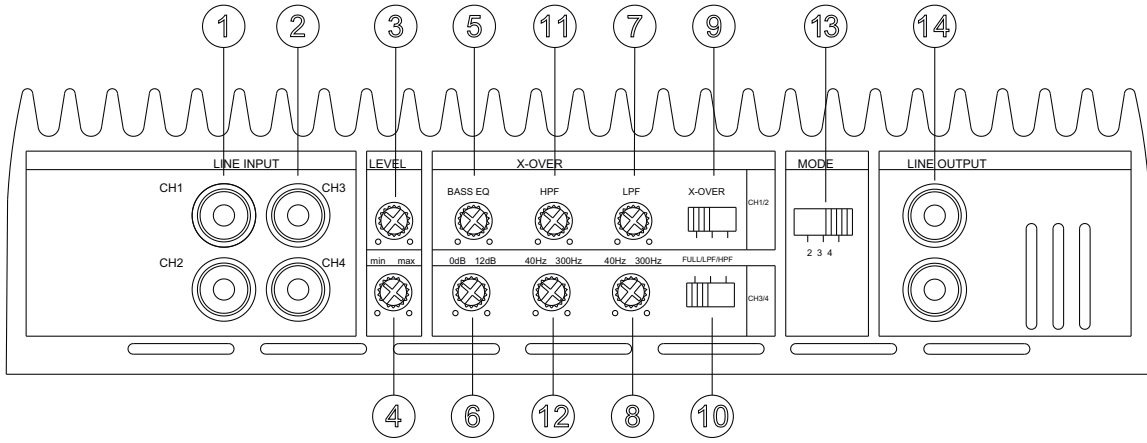 1 2 3 5 11 7 9 13 14
LINE INPUT LEVEL X-OVER MODE LINE OUTPUT
CH1 CH3 BASS EQ HPF LPF X-OVER
CH1/2
2 3 4
CH2 CH4 min max 0dB 12dB 40Hz 300Hz 40Hz 300Hz FULL/LPF/HPF
CH3/4
4 6 12 8 10